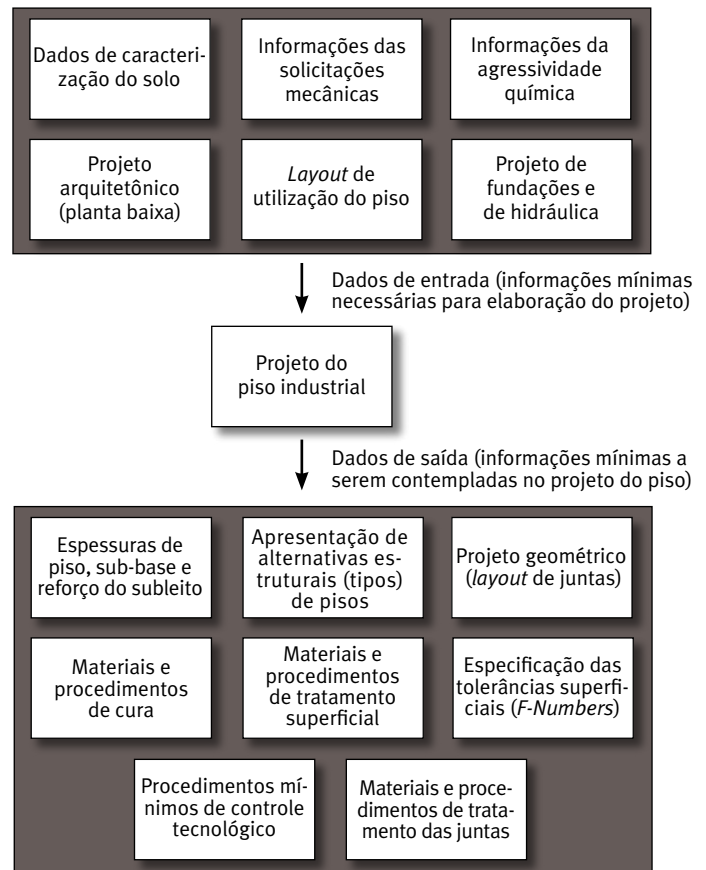 Dados de caracteri-
zação do solo
Informações das
solicitações
mecânicas
Informações da
agressividade
química
Projeto
arquitetônico
(planta baixa)
Layout de
utilização do piso
Projeto de
fundações e
de hidráulica
Dados de entrada (informações mínimas
necessárias para elaboração do projeto)
Projeto do
piso industrial
Dados de saída (informações mínimas a
serem contempladas no projeto do piso)
Espessuras de
piso, sub-base e
reforço do subleito
Apresentação de
alternativas es-
truturais (tipos)
de pisos
Projeto geométrico
(layout de juntas)
Materiais e
procedimentos
de cura
Materiais e
procedimentos
de tratamento
superficial
Especificação das
tolerâncias superfi-
ciais (F-Numbers)
Procedimentos mí-
nimos de controle
tecnológico
Materiais e proce-
dimentos de trata-
mento das juntas